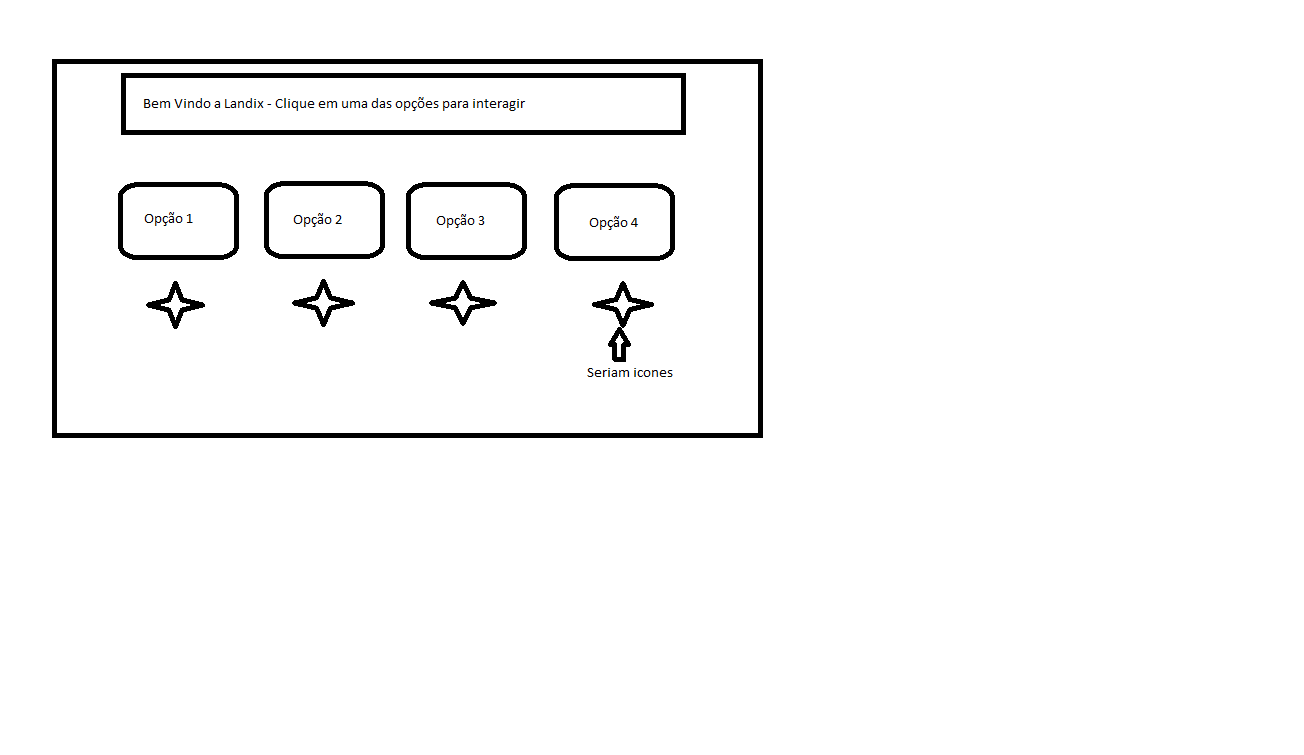 Bem Vindo a Landix - Clique em uma das opções para interagir
Opção 1
Opção 2
Opção 3
Opção 4
Seriam icones